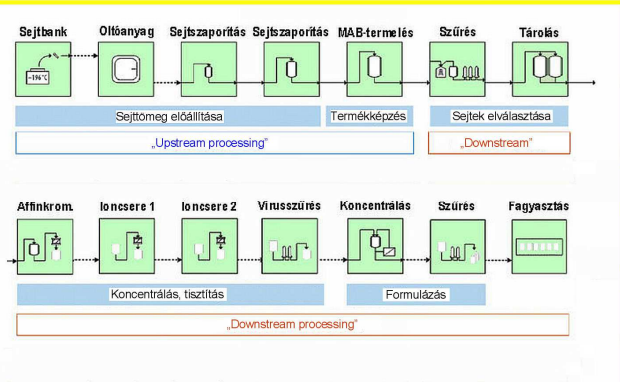 Sejtbank Oltóanyag Sejtszaporítás Sejtszaporítás MAB-termelés Szűrés Tárolás
-196 °C
Sejttömeg előállítása Termékképzés Sejtek elválasztása
„Upstream processing” „Downstream”
Affinkrom. Ioncsere 1 Ioncsere 2 Vírusszűrés Koncentrálás Szűrés Fagyasztás
Koncentrálás, tisztítás Formulázás
„Downstream processing”